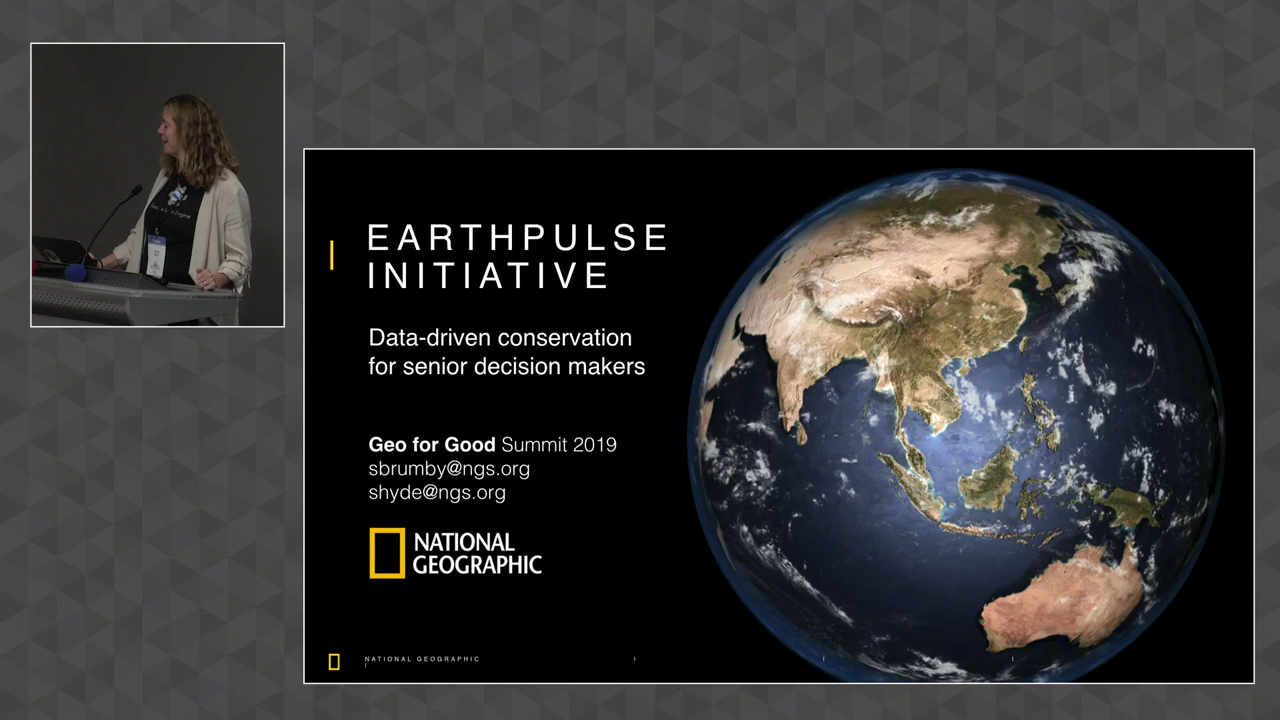 EARTHPULSE
INITIATIVE
Data-driven conservation
for senior decision makers
Geo for Good Summit 2019
sbrumby@ngs.org
shyde@ngs.org
NATIONAL
GEOGRAPHIC
NATIONAL GEOGRAPHIC